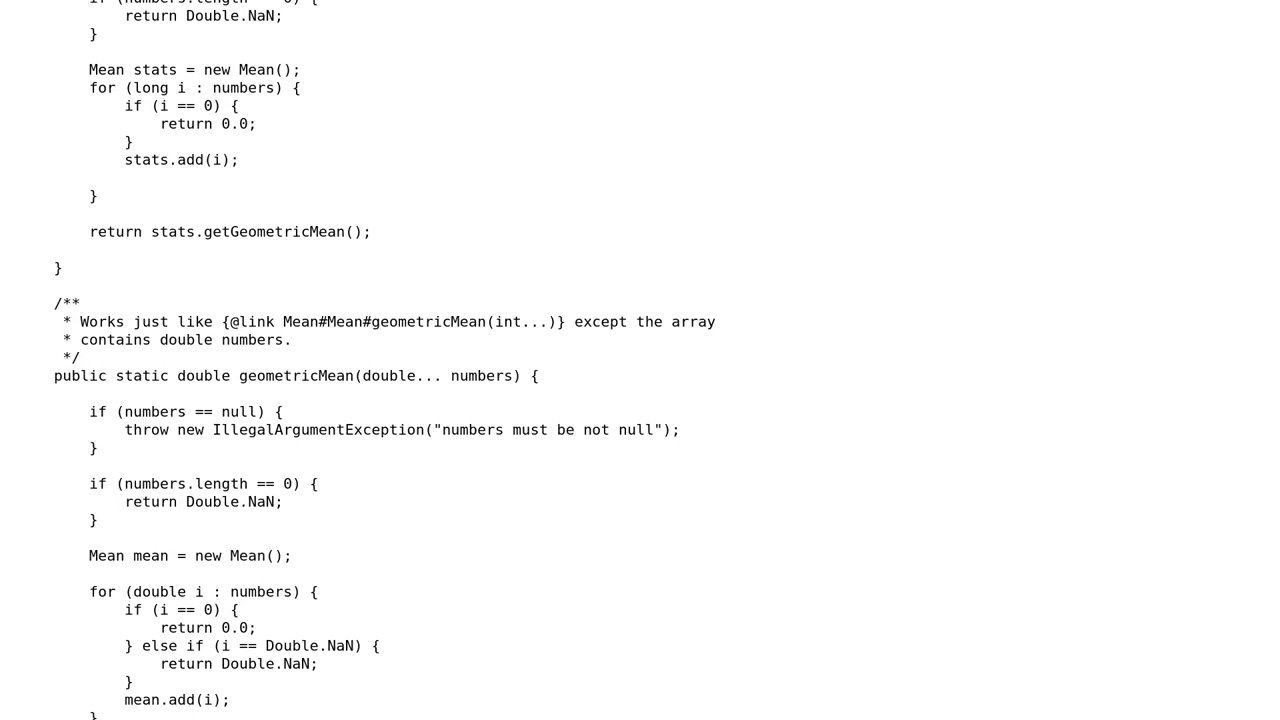 if (numbers.length == 0) {
return Double.NaN;
}
Mean stats = new Mean();
for (long i : numbers) {
if (i == 0) {
return 0.0;
}
stats.add(i);
}
return stats.getGeometricMean();
}
/**
* Works just like {@link Mean#Mean#geometricMean(int...)} except the array
* contains double numbers.
*/
public static double geometricMean(double... numbers) {
if (numbers == null) {
throw new IllegalArgumentException("numbers must be not null");
}
if (numbers.length == 0) {
return Double.NaN;
}
Mean mean = new Mean();
for (double i : numbers) {
if (i == 0) {
return 0.0;
} else if (i == Double.NaN) {
return Double.NaN;
}
mean.add(i);
}